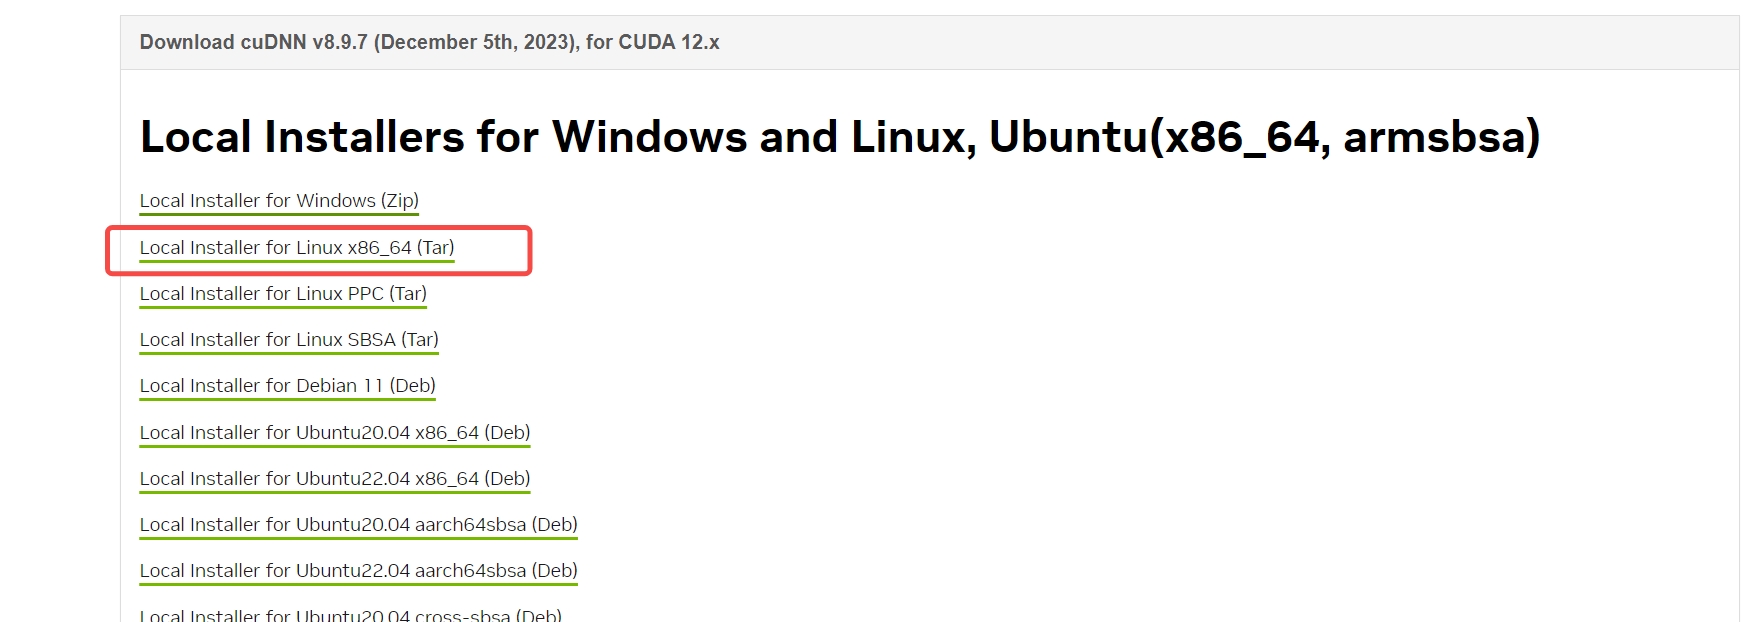 Download cuDNN v8.9.7 (December 5th, 2023), for CUDA 12.x
Local Installers for Windows and Linux, Ubuntu(x86_64, armsbsa)
Local Installer for Windows (Zip)
Local Installer for Linux x86_64 (Tar)
Local Installer for Linux PPC (Tar)
Local Installer for Linux SBSA (Tar)
Local Installer for Debian 11 (Deb)
Local Installer for Ubuntu20.04 x86_64 (Deb)
Local Installer for Ubuntu22.04 x86_64 (Deb)
Local Installer for Ubuntu20.04 aarch64sbsa (Deb)
Local Installer for Ubuntu22.04 aarch64sbsa (Deb)
Local Installer for Ubuntu20.04 cross-sbsa (Deb)